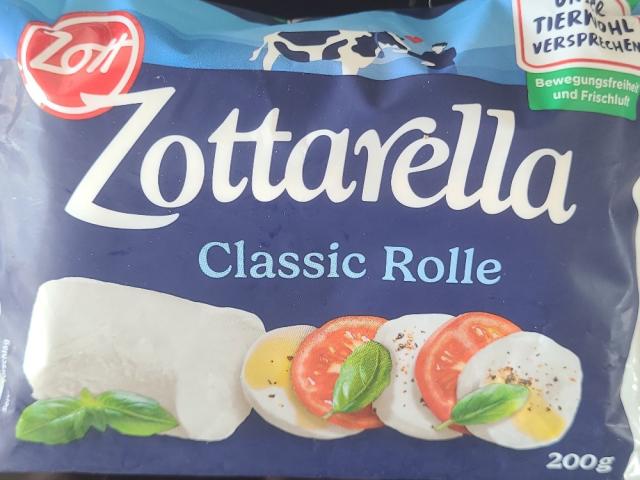 Zott
TIERWOHL
VERSPRECHEN
Bewegungsfreiheit
und Frischluft
Zottarella
Classic Rolle
200g